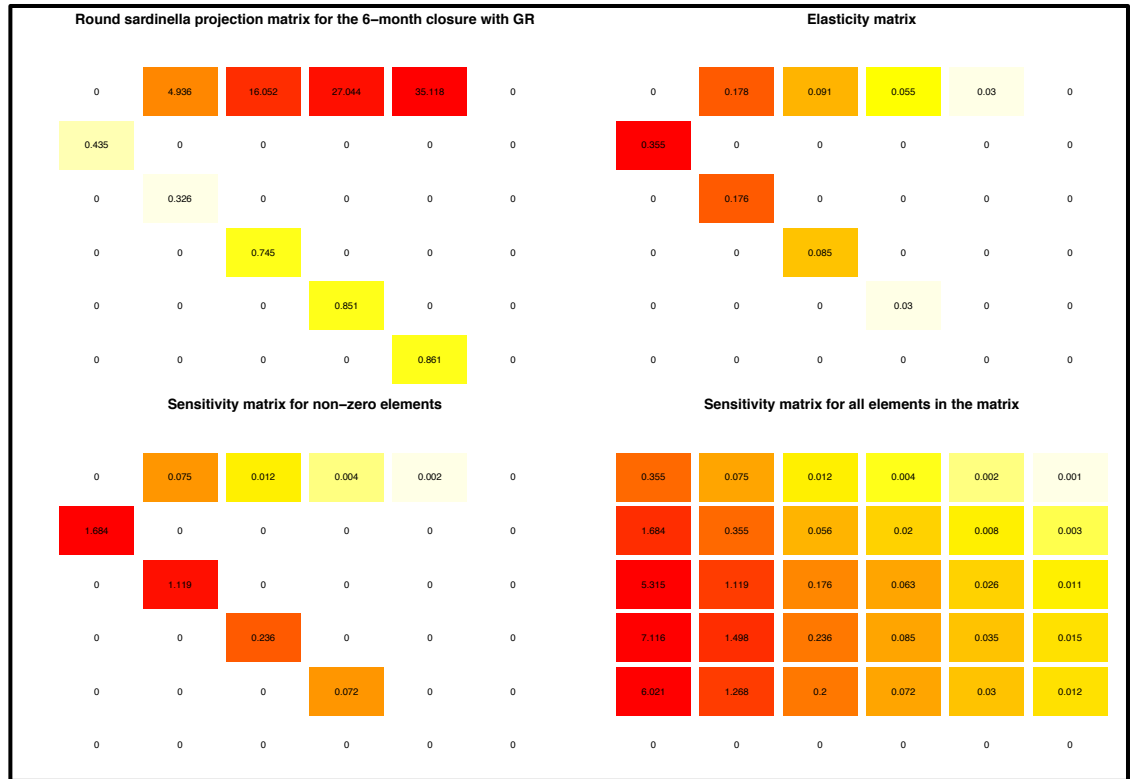 Round sardinella projection matrix for the 6−month closure with GR
0 4.936 16.052 27.044 35.118 0
0.435 0 0 0 0 0
0 0.326 0 0 0 0
0 0 0.745 0 0 0
0 0 0 0.851 0 0
0 0 0 0 0.861 0
Elasticity matrix
0 0.178 0.091 0.055 0.03 0
0.355 0 0 0 0 0
0 0.176 0 0 0 0
0 0 0.085 0 0 0
0 0 0 0.03 0 0
0 0 0 0 0 0
Sensitivity matrix for non−zero elements
0 0.075 0.012 0.004 0.002 0
1.684 0 0 0 0 0
0 1.119 0 0 0 0
0 0 0.236 0 0 0
0 0 0 0.072 0 0
0 0 0 0 0 0
Sensitivity matrix for all elements in the matrix
0.355 0.075 0.012 0.004 0.002 0.001
1.684 0.355 0.056 0.02 0.008 0.003
5.315 1.119 0.176 0.063 0.026 0.011
7.116 1.498 0.236 0.085 0.035 0.015
6.021 1.268 0.2 0.072 0.03 0.012
0 0 0 0 0 0